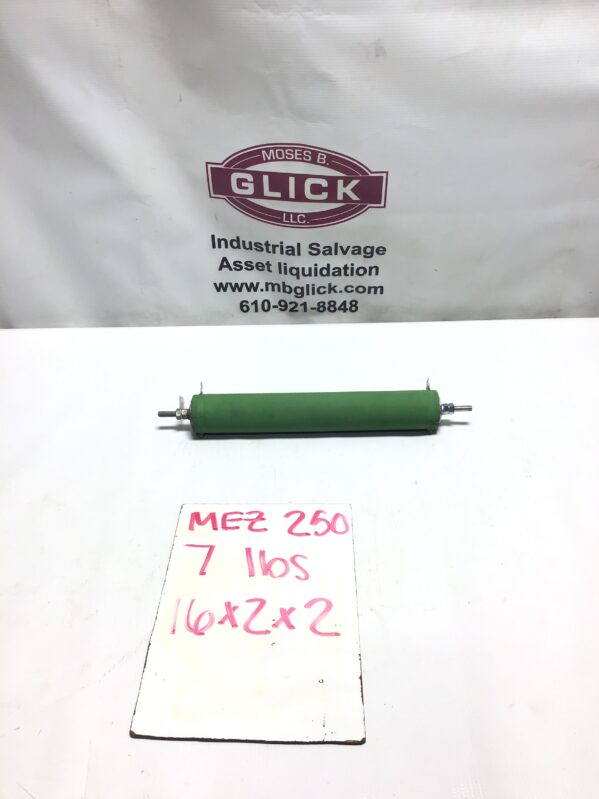 MOSES B.
GLICK
LLC.
Industrial Salvage
Asset liquidation
www.mbglick.com
610-921-8848
MEZ 250
7 lbs
16x2x2